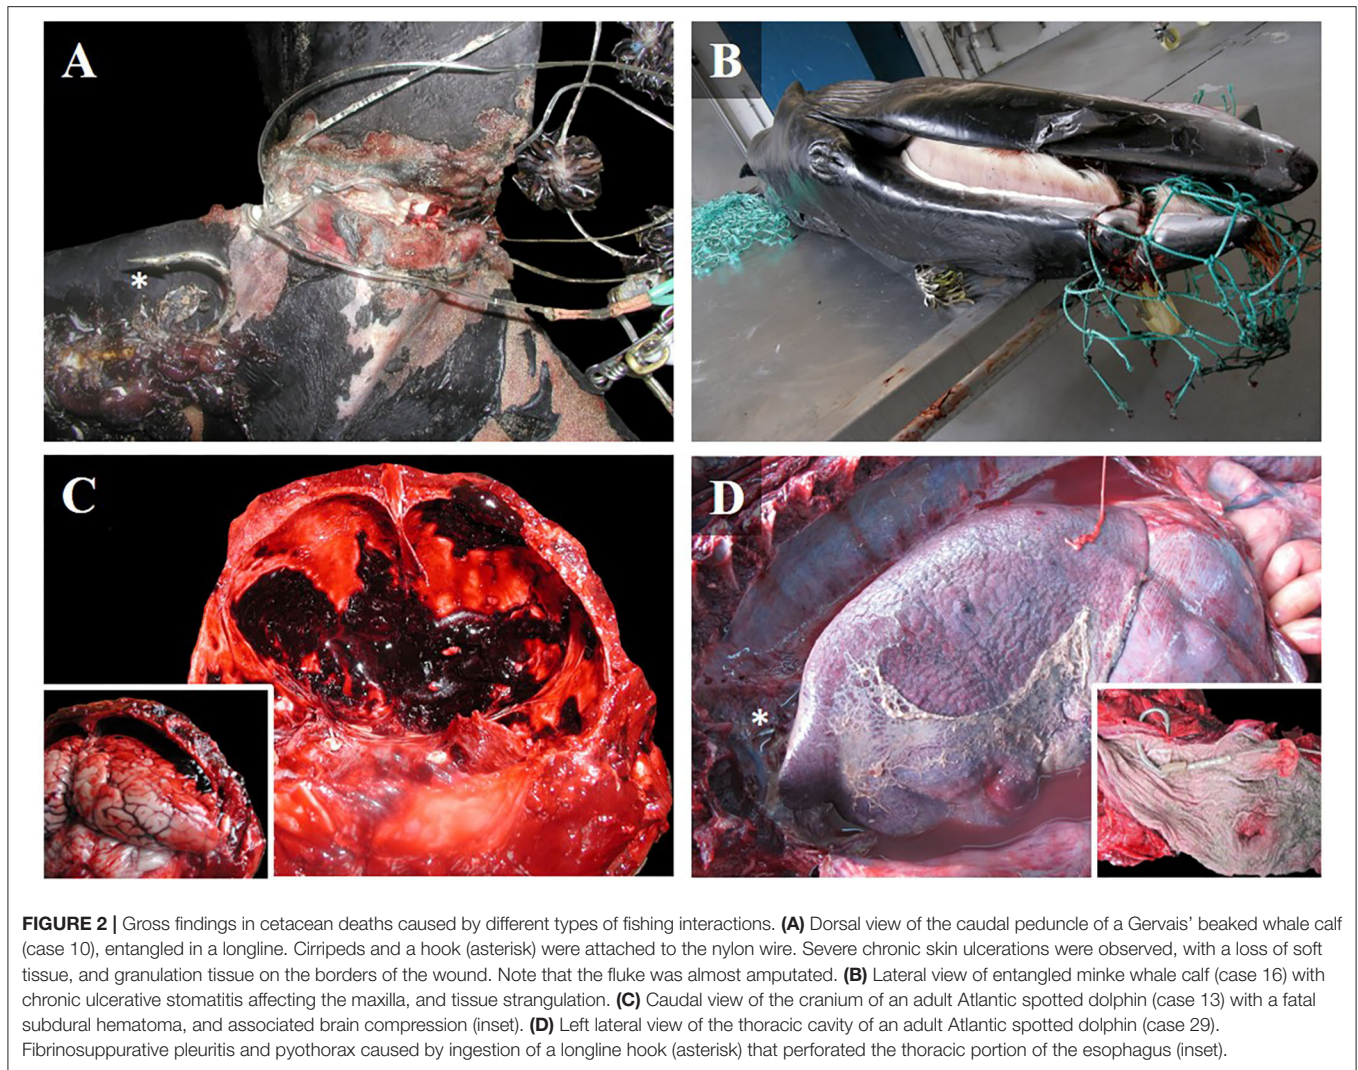 A
B
*
C
D
*
FIGURE 2 | Gross findings in cetacean deaths caused by different types of fishing interactions. (A) Dorsal view of the caudal peduncle of a Gervais’ beaked whale calf
(case 10), entangled in a longline. Cirripeds and a hook (asterisk) were attached to the nylon wire. Severe chronic skin ulcerations were observed, with a loss of soft
tissue, and granulation tissue on the borders of the wound. Note that the fluke was almost amputated. (B) Lateral view of entangled minke whale calf (case 16) with
chronic ulcerative stomatitis affecting the maxilla, and tissue strangulation. (C) Caudal view of the cranium of an adult Atlantic spotted dolphin (case 13) with a fatal
subdural hematoma, and associated brain compression (inset). (D) Left lateral view of the thoracic cavity of an adult Atlantic spotted dolphin (case 29).
Fibrinosuppurative pleuritis and pyothorax caused by ingestion of a longline hook (asterisk) that perforated the thoracic portion of the esophagus (inset).